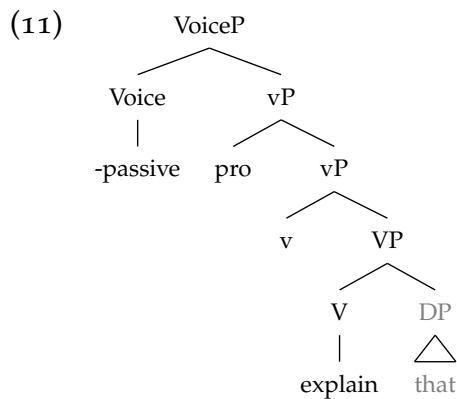 (11) VoiceP
Voice vP
-passive pro vP
v VP
V DP
explain that